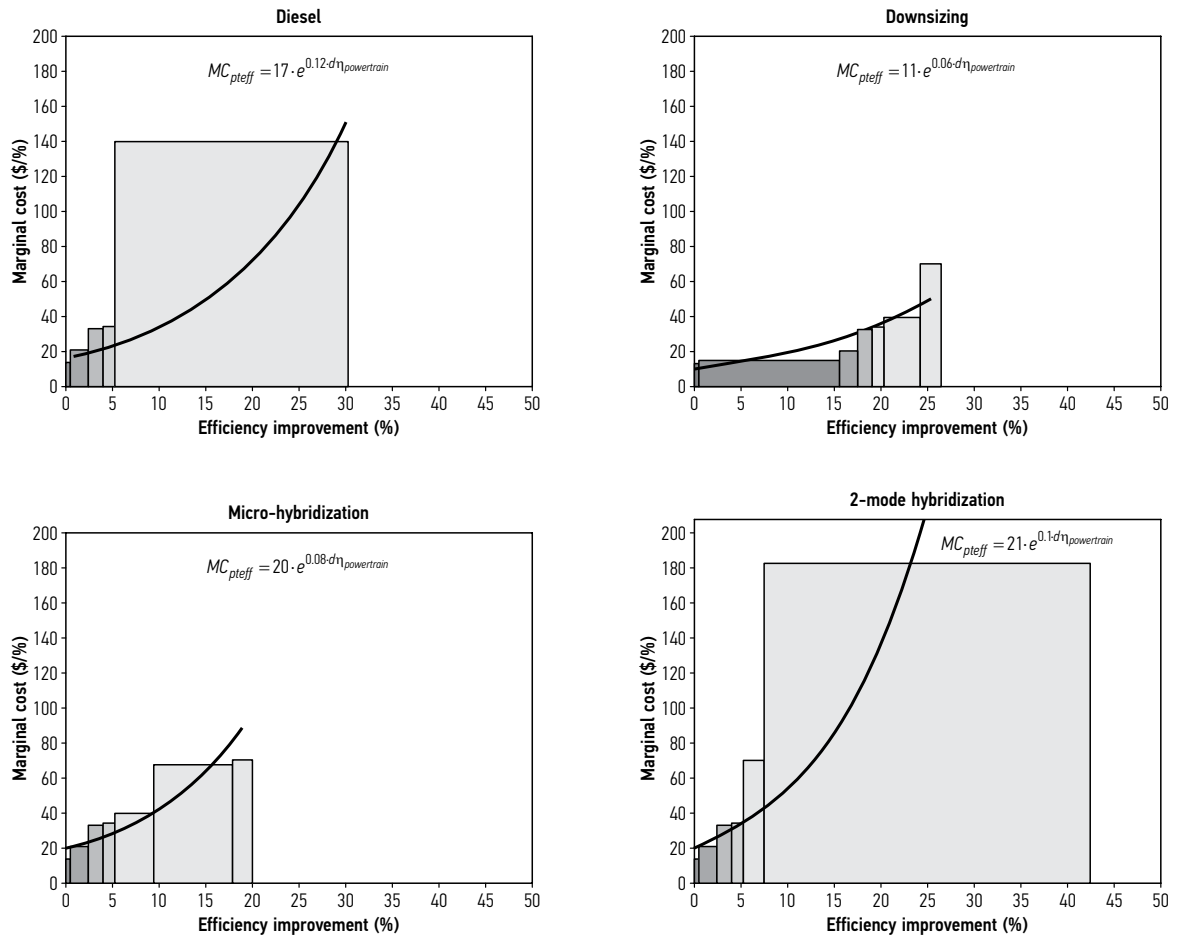 Diesel
MC_pteff = 17·e^0.12·dη_powertrain
200
180
160
140
120
100
80
60
40
20
0
Marginal cost ($/%)
0 5 10 15 20 25 30 35 40 45 50
Efficiency improvement (%)
Downsizing
MC_pteff = 11·e^0.06·dη_powertrain
200
180
160
140
120
100
80
60
40
20
0
Marginal cost ($/%)
0 5 10 15 20 25 30 35 40 45 50
Efficiency improvement (%)
Micro-hybridization
MC_pteff = 20·e^0.08·dη_powertrain
200
180
160
140
120
100
80
60
40
20
0
Marginal cost ($/%)
0 5 10 15 20 25 30 35 40 45 50
Efficiency improvement (%)
2-mode hybridization
MC_pteff = 21·e^0.1·dη_powertrain
200
180
160
140
120
100
80
60
40
20
0
Marginal cost ($/%)
0 5 10 15 20 25 30 35 40 45 50
Efficiency improvement (%)